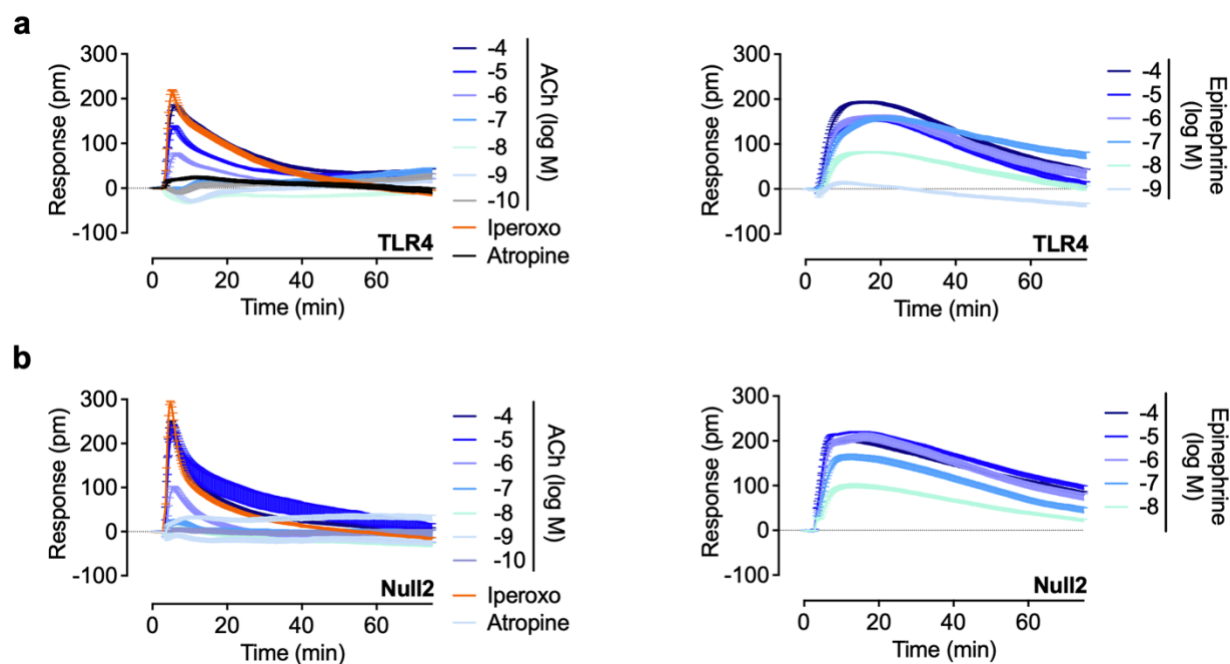 a
300
200
100
0
-100
Response (pm)
0 20 40 60
Time (min)
TLR4
-4
-5
-6
-7
-8
-9
-10
ACh (log M)
Iperoxo
Atropine
300
200
100
0
-100
Response (pm)
0 20 40 60
Time (min)
TLR4
-4
-5
-6
-7
-8
-9
Epinephrine
(log M)
b
300
200
100
0
-100
Response (pm)
0 20 40 60
Time (min)
Null2
-4
-5
-6
-7
-8
-9
-10
ACh (log M)
Iperoxo
Atropine
300
200
100
0
-100
Response (pm)
0 20 40 60
Time (min)
Null2
-4
-5
-6
-7
-8
Epinephrine
(log M)